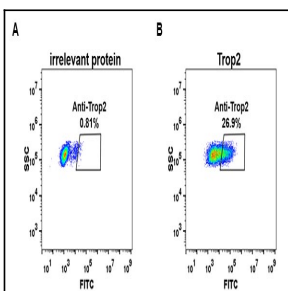 A
irrelevant protein
Anti-Trop2
0.81%
SSC
10^7
10^6
10^5
10^4
10^3
10^1 10^3 10^5 10^7 10^9
FITC
B
Trop2
Anti-Trop2
26.9%
SSC
10^7
10^6
10^5
10^4
10^3
10^1 10^3 10^5 10^7 10^9
FITC